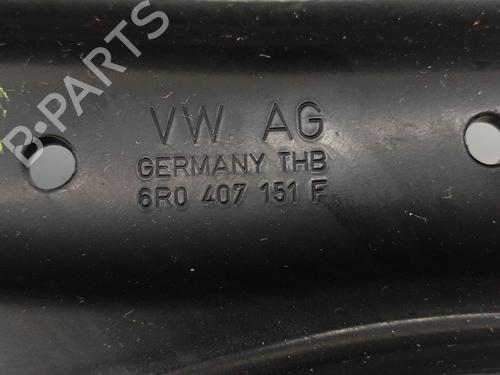 B-PARTS
VW AG
GERMANY THB
6R0 407 151 F